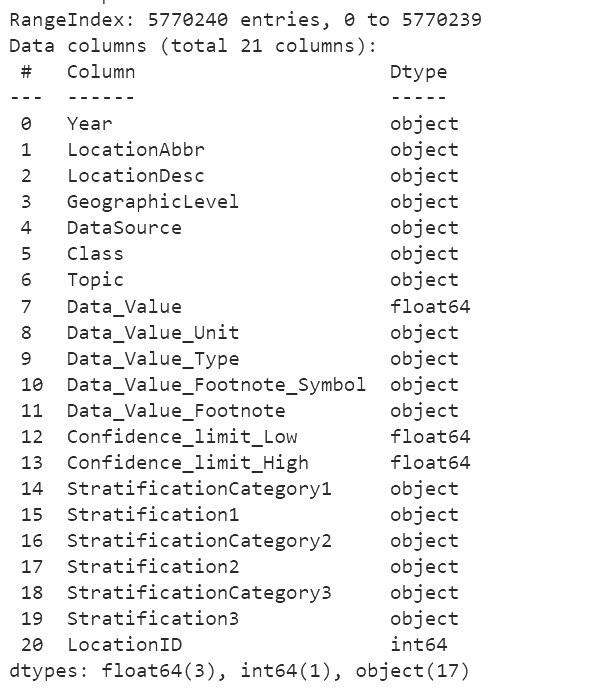 RangeIndex: 5770240 entries, 0 to 5770239
Data columns (total 21 columns):
 #   Column                      Dtype
---  ------                      -----
 0   Year                        object
 1   LocationAbbr                object
 2   LocationDesc                object
 3   GeographicLevel             object
 4   DataSource                  object
 5   Class                       object
 6   Topic                       object
 7   Data_Value                  float64
 8   Data_Value_Unit             object
 9   Data_Value_Type             object
 10  Data_Value_Footnote_Symbol  object
 11  Data_Value_Footnote         object
 12  Confidence_limit_Low        float64
 13  Confidence_limit_High       float64
 14  StratificationCategory1     object
 15  Stratification1             object
 16  StratificationCategory2     object
 17  Stratification2             object
 18  StratificationCategory3     object
 19  Stratification3             object
 20  LocationID                  int64
dtypes: float64(3), int64(1), object(17)